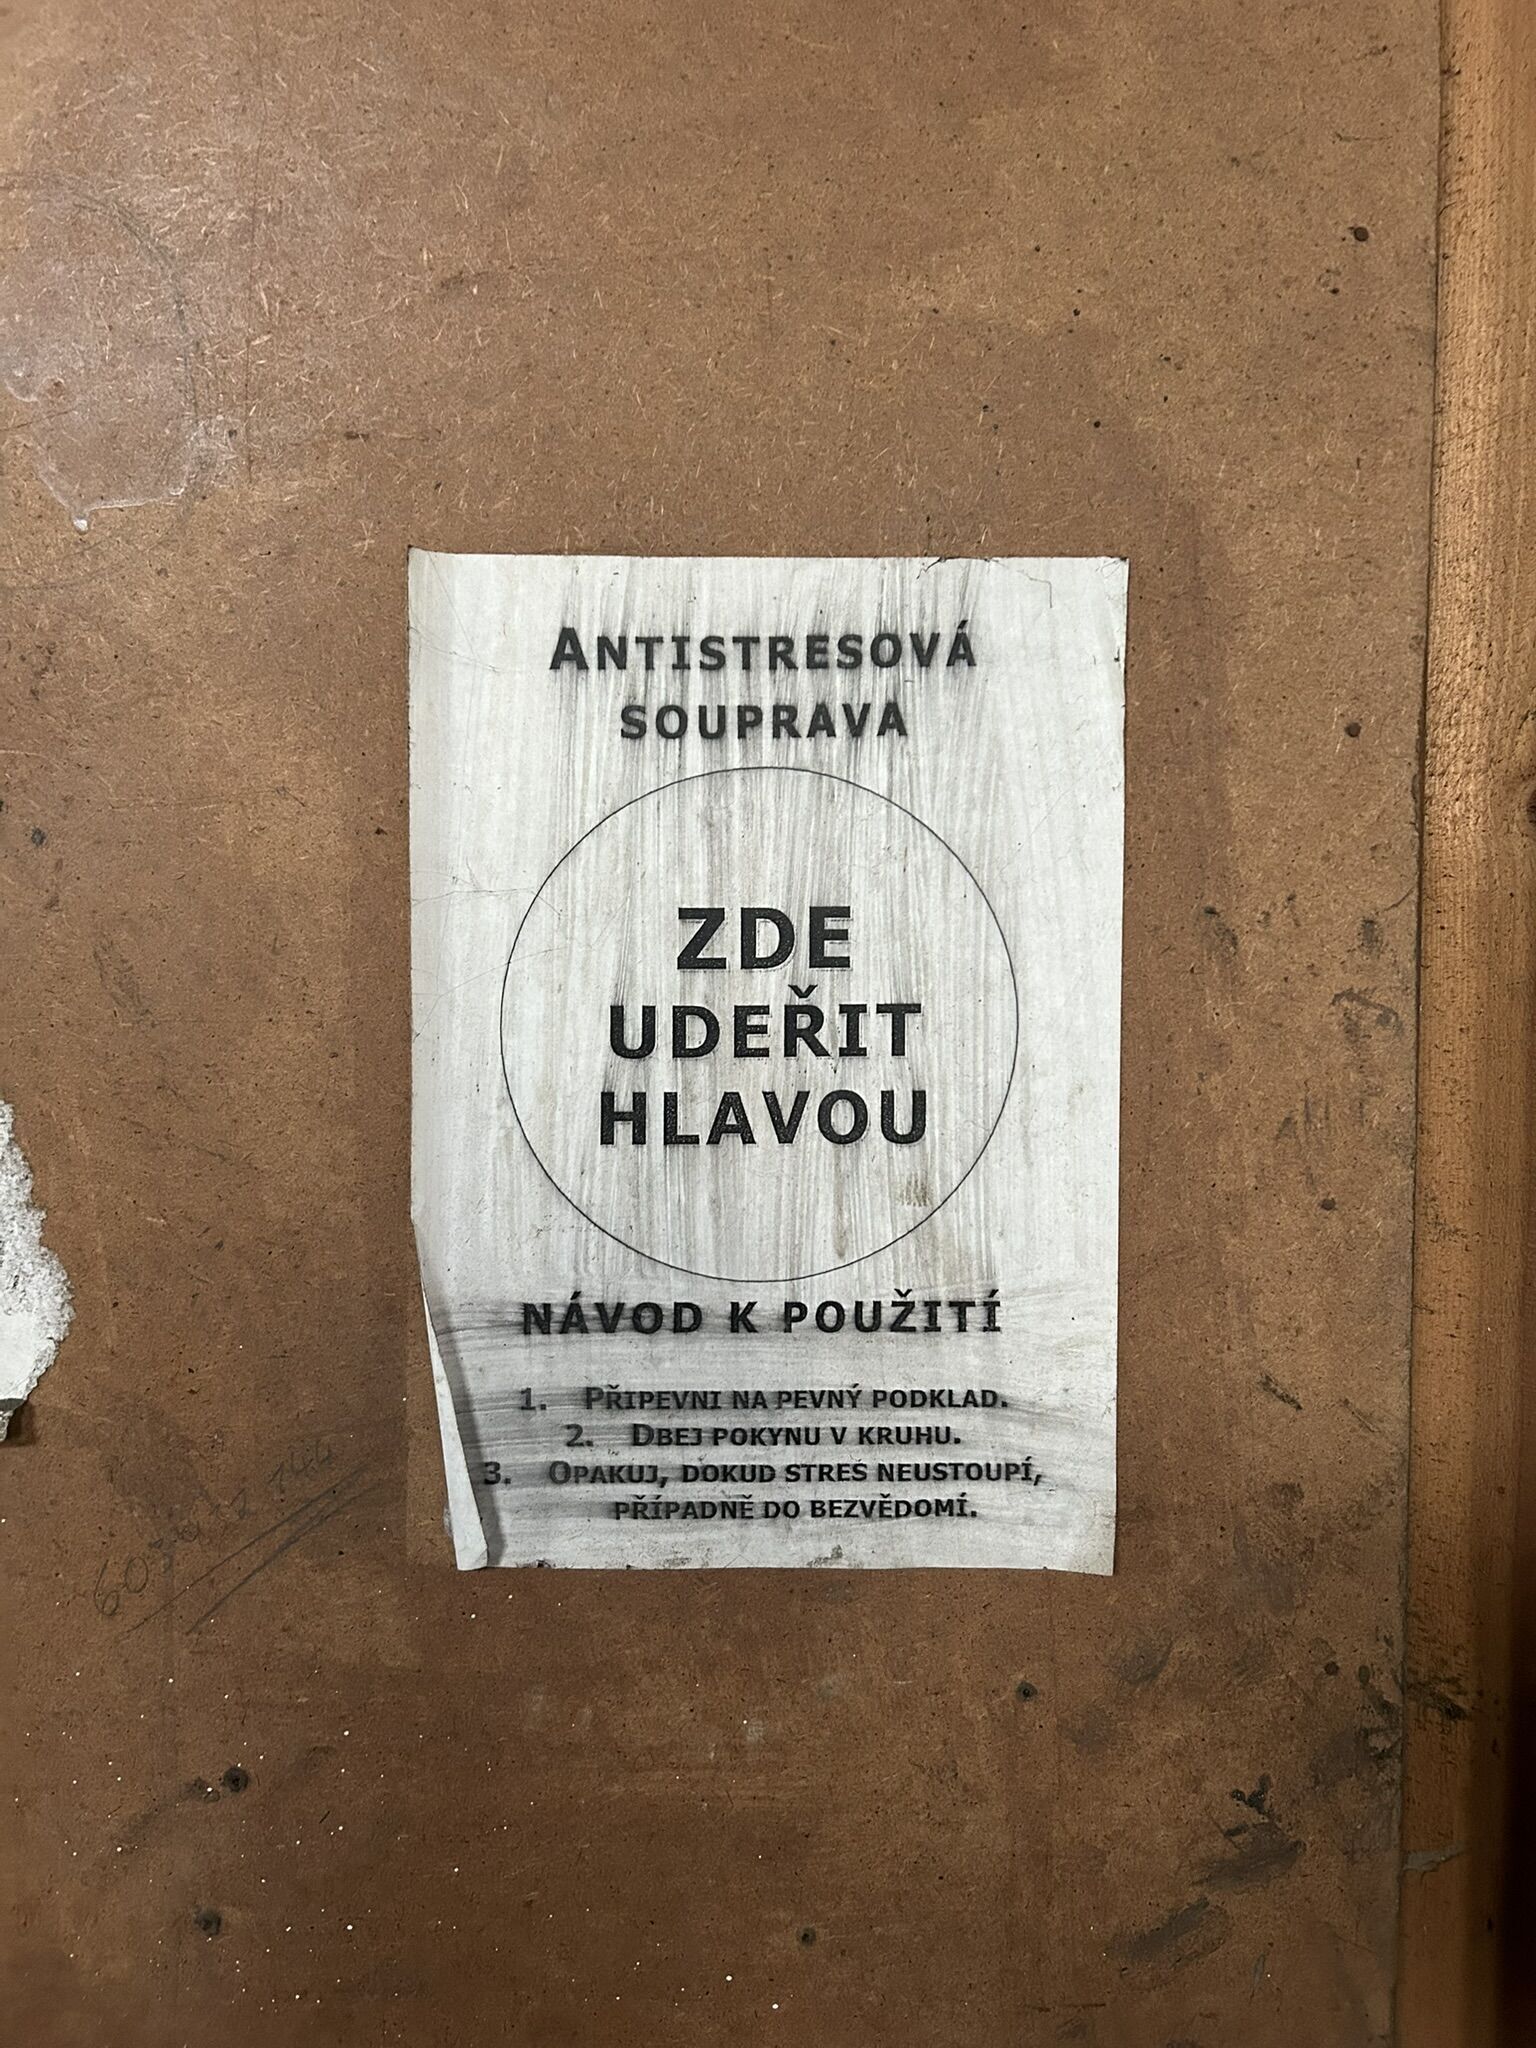 ANTISTRESOVÁ
SOUPRAVA
ZDE
UDEŘIT
HLAVOU
NÁVOD K POUŽITÍ
1. PŘIPEVNI NA PEVNÝ PODKLAD.
2. DBEJ POKYNU V KRUHU.
3. OPAKUJ, DOKUD STRES NEUSTOUPÍ,
PŘÍPADNĚ DO BEZVĚDOMÍ.